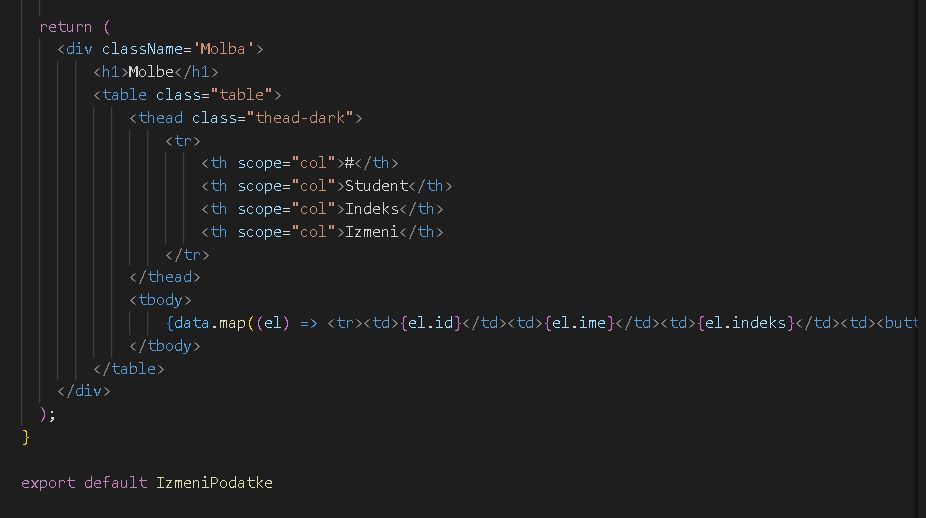 return (
<div className='Molba'>
<h1>Molbe</h1>
<table class="table">
<thead class="thead-dark">
<tr>
<th scope="col">#</th>
<th scope="col">Student</th>
<th scope="col">Indeks</th>
<th scope="col">Izmeni</th>
</tr>
</thead>
<tbody>
{data.map((el) => <tr><td>{el.id}</td><td>{el.ime}</td><td>{el.indeks}</td><td><butt
</tbody>
</table>
</div>
);
}
export default IzmeniPodatke